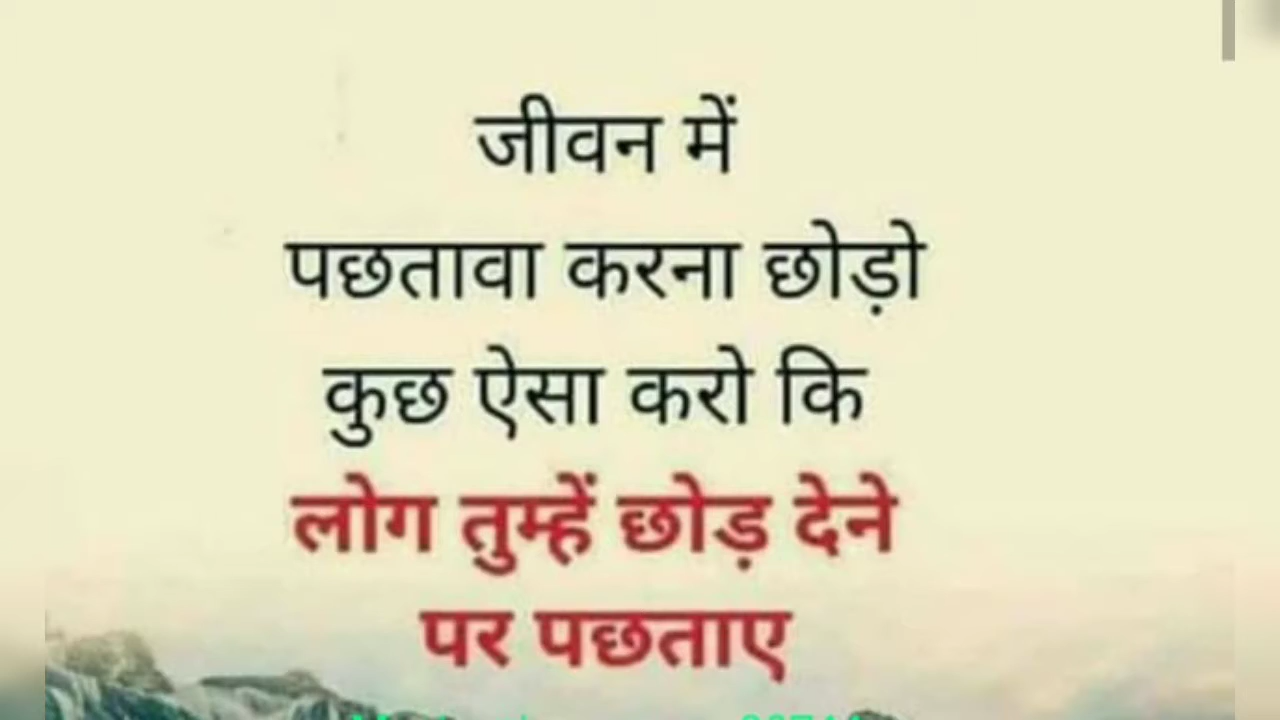 जीवन में
पछतावा करना छोड़ो
कुछ ऐसा करो कि
लोग तुम्हें छोड़ देने
पर पछताए